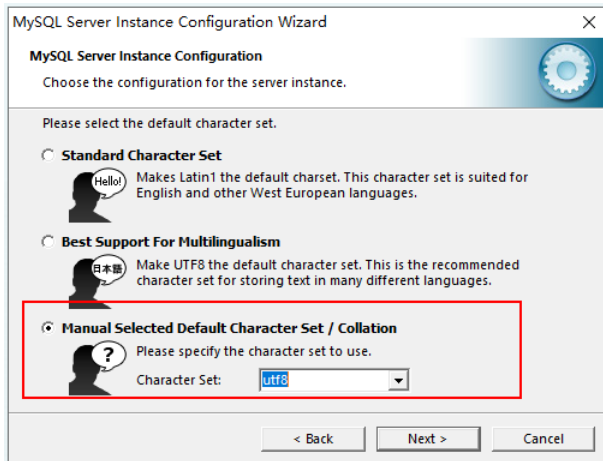 MySQL Server Instance Configuration Wizard
MySQL Server Instance Configuration
Choose the configuration for the server instance.
Please select the default character set.
Standard Character Set
Hello!
Makes Latin1 the default charset. This character set is suited for
English and other West European languages.
Best Support For Multilingualism
日本語
Make UTF8 the default character set. This is the recommended
character set for storing text in many different languages.
Manual Selected Default Character Set / Collation
?
Please specify the character set to use.
Character Set: utf8
< Back Next > Cancel